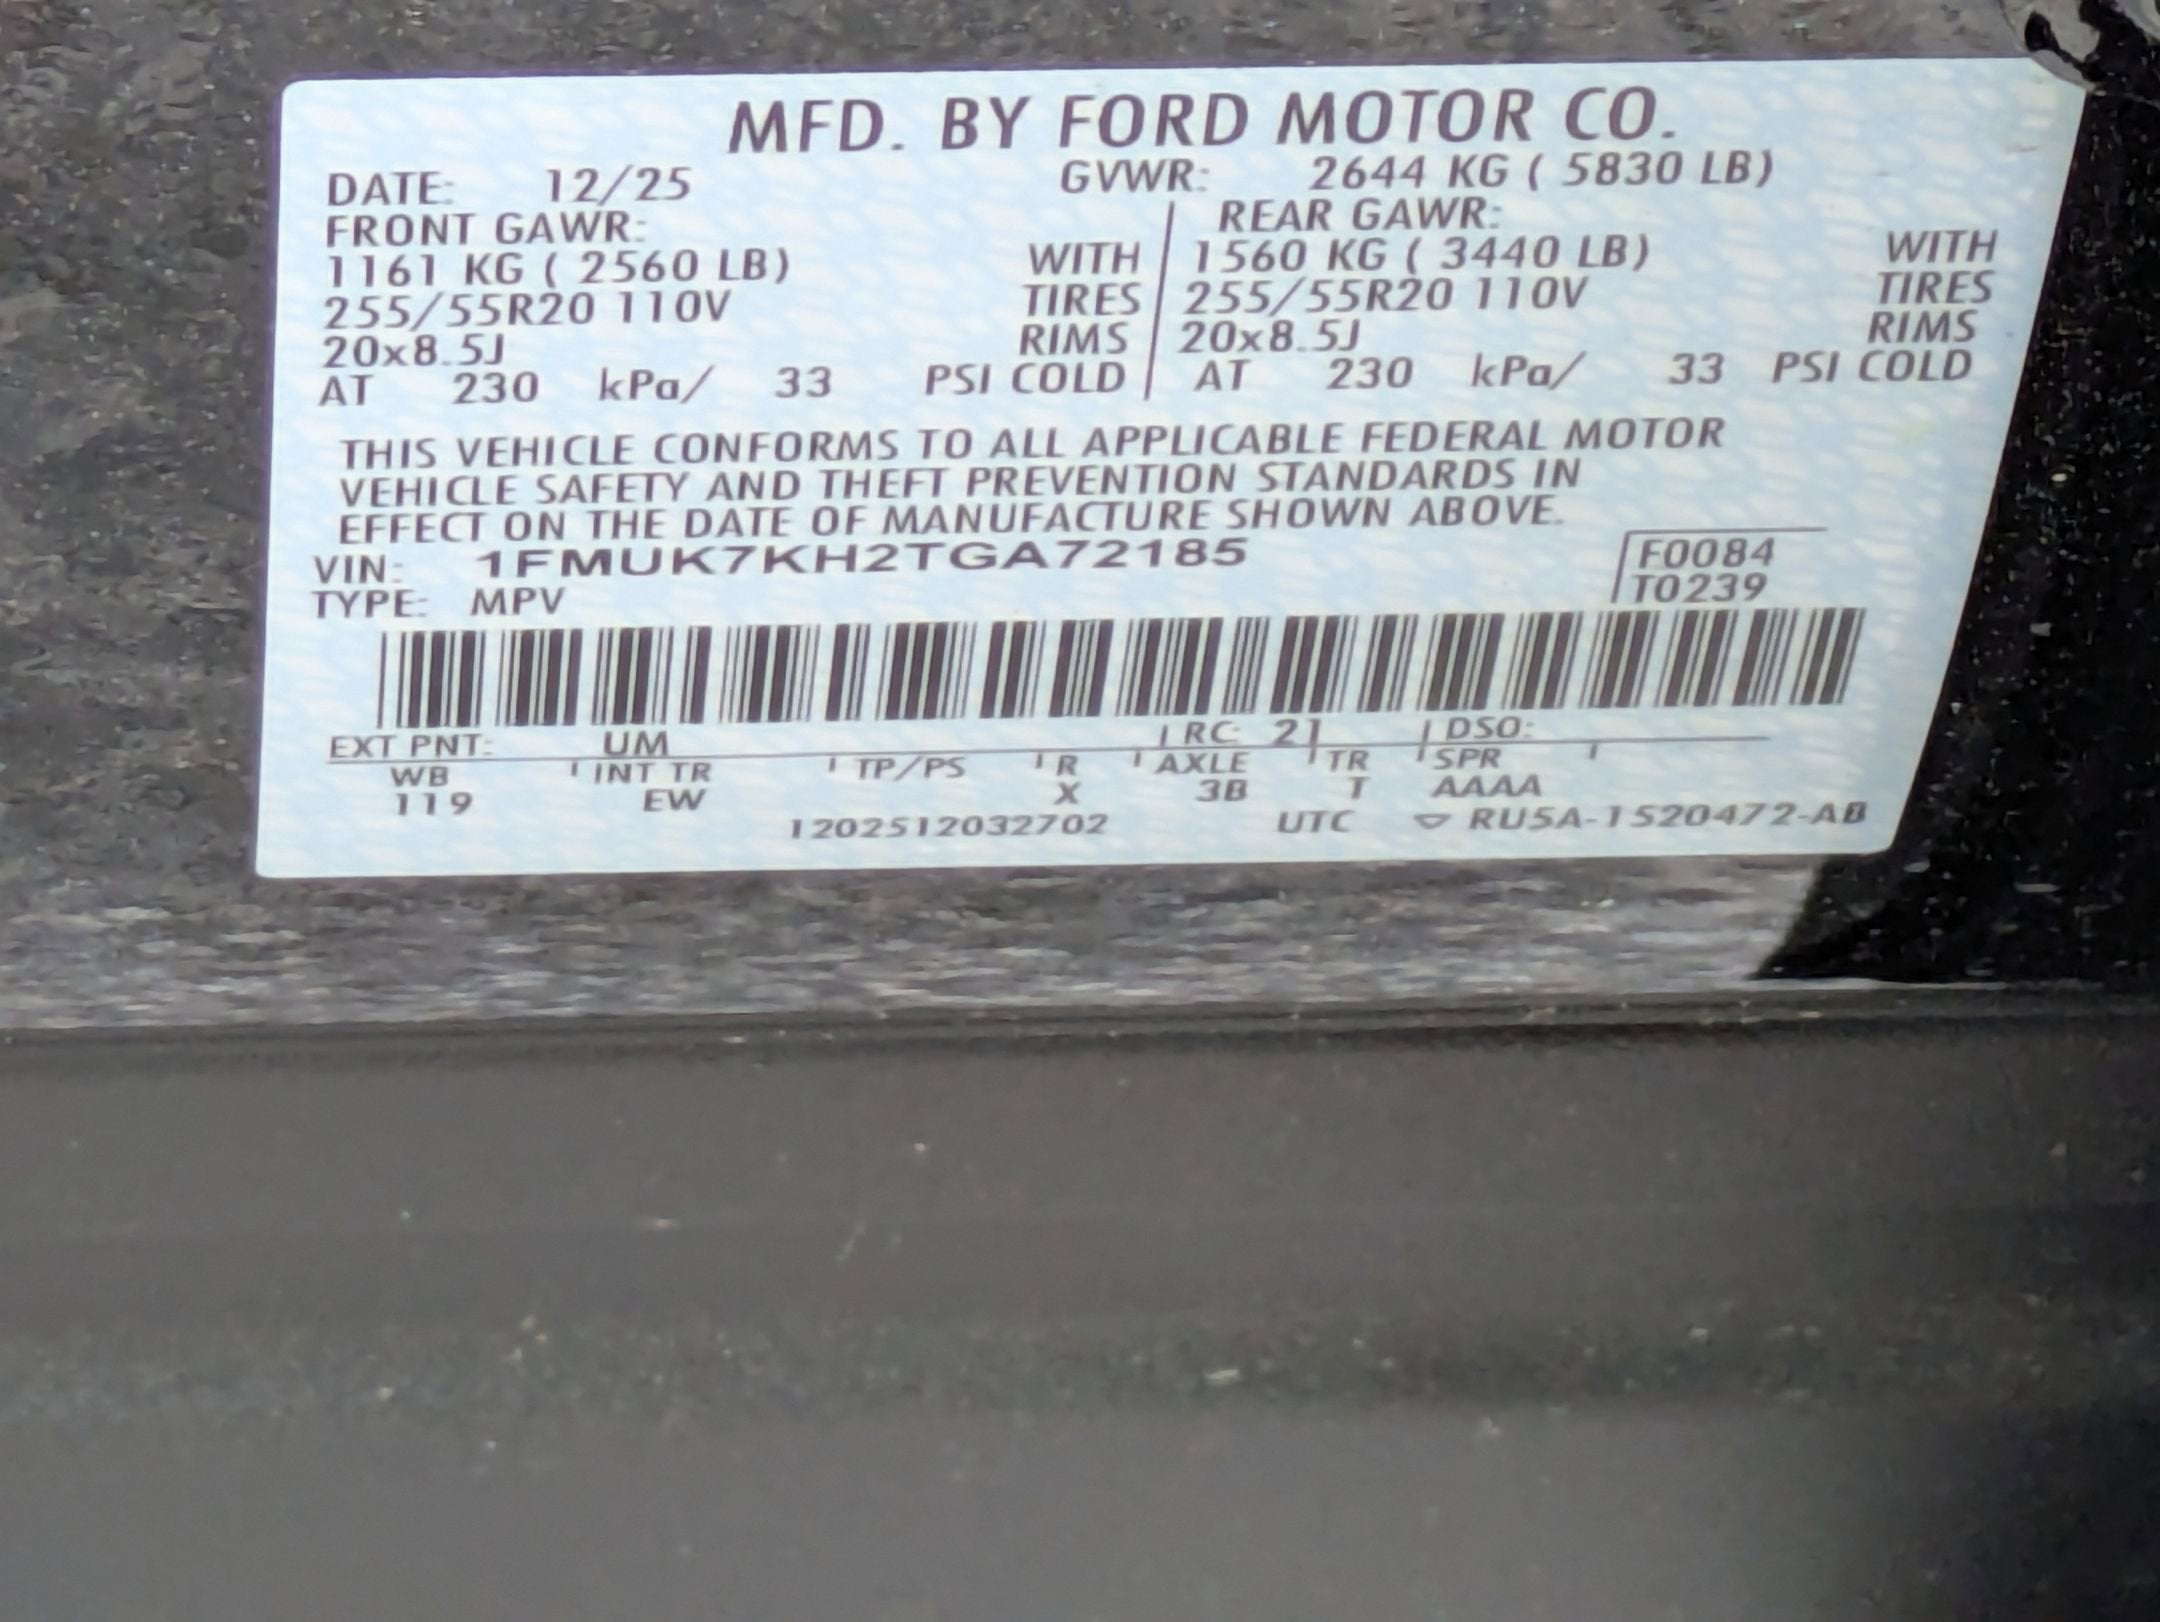 MFD. BY FORD MOTOR CO.
DATE: 12/25 GVWR: 2644 KG ( 5830 LB)
FRONT GAWR: REAR GAWR:
1161 KG ( 2560 LB) WITH 1560 KG ( 3440 LB) WITH
255/55R20 110V TIRES 255/55R20 110V TIRES
20x8.5J RIMS 20x8.5J RIMS
AT 230 kPa/ 33 PSI COLD AT 230 kPa/ 33 PSI COLD
THIS VEHICLE CONFORMS TO ALL APPLICABLE FEDERAL MOTOR
VEHICLE SAFETY AND THEFT PREVENTION STANDARDS IN
EFFECT ON THE DATE OF MANUFACTURE SHOWN ABOVE.
VIN: 1FMUK7KH2TGA72185 F0084
TYPE: MPV T0239
EXT PNT: UM RC: 21 DSO:
WB INT TR TP/PS R AXLE TR SPR
119 EW X 3B T AAAA
1202512032702 UTC ▽ RU5A-1520472-AB